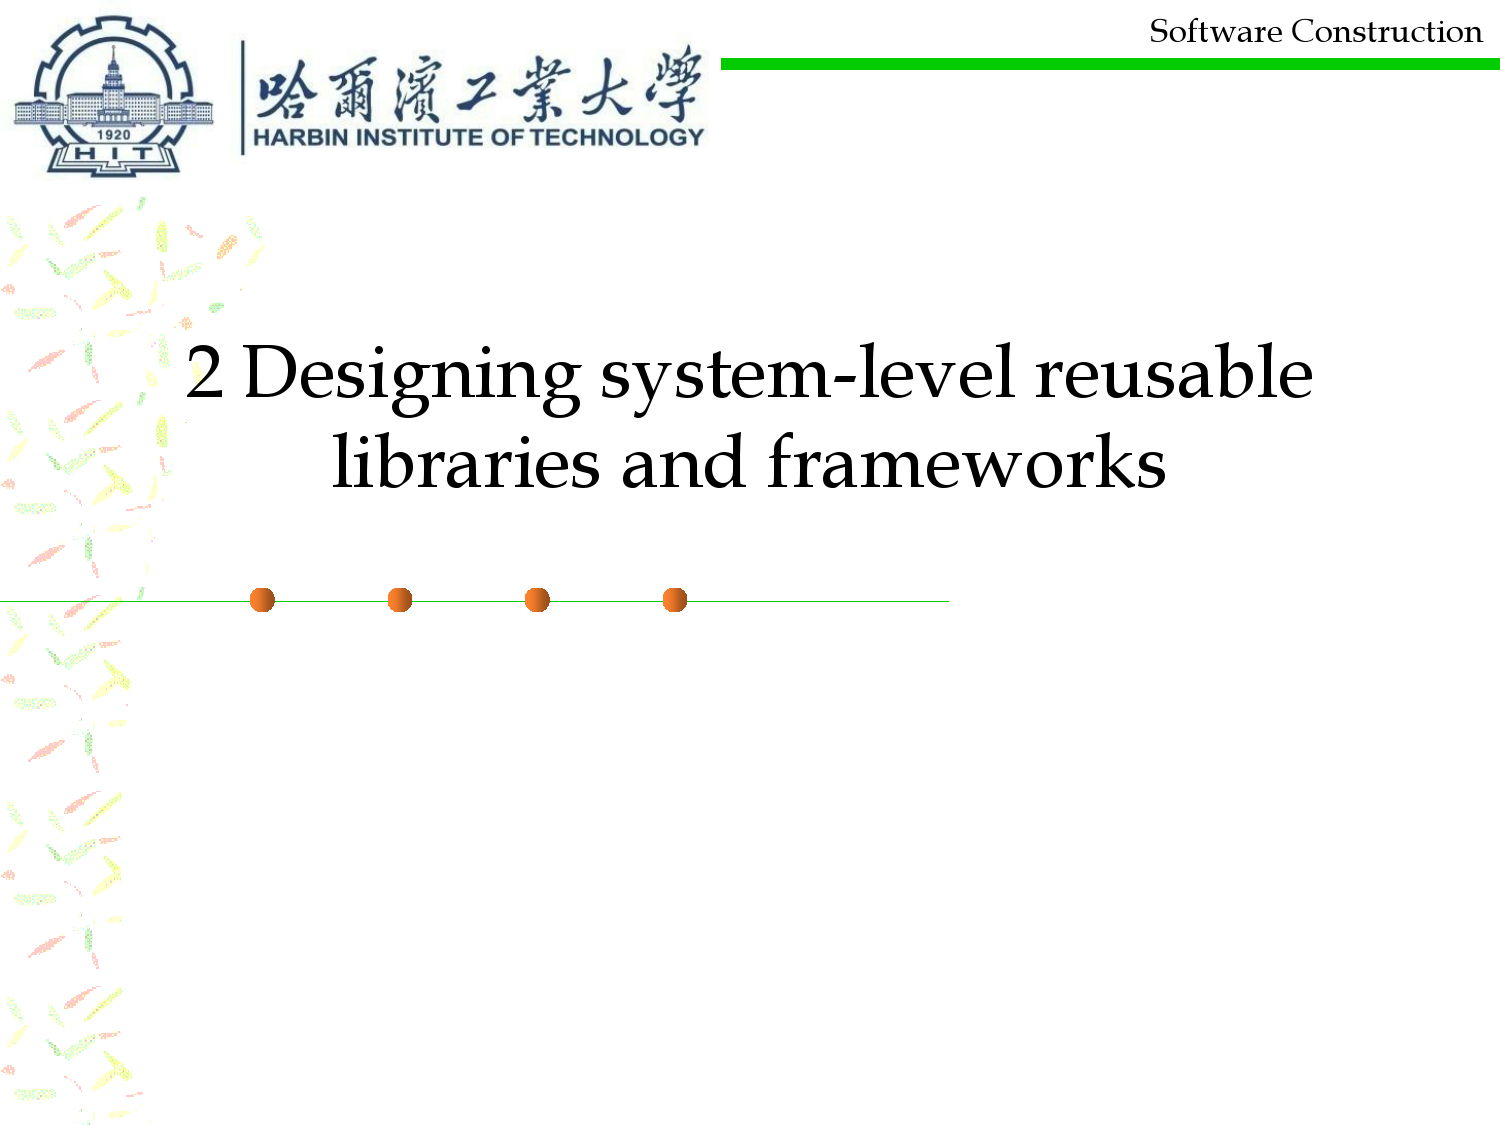 Software Construction
哈爾濱工業大學
HARBIN INSTITUTE OF TECHNOLOGY
1920
HIT
2 Designing system-level reusable
libraries and frameworks